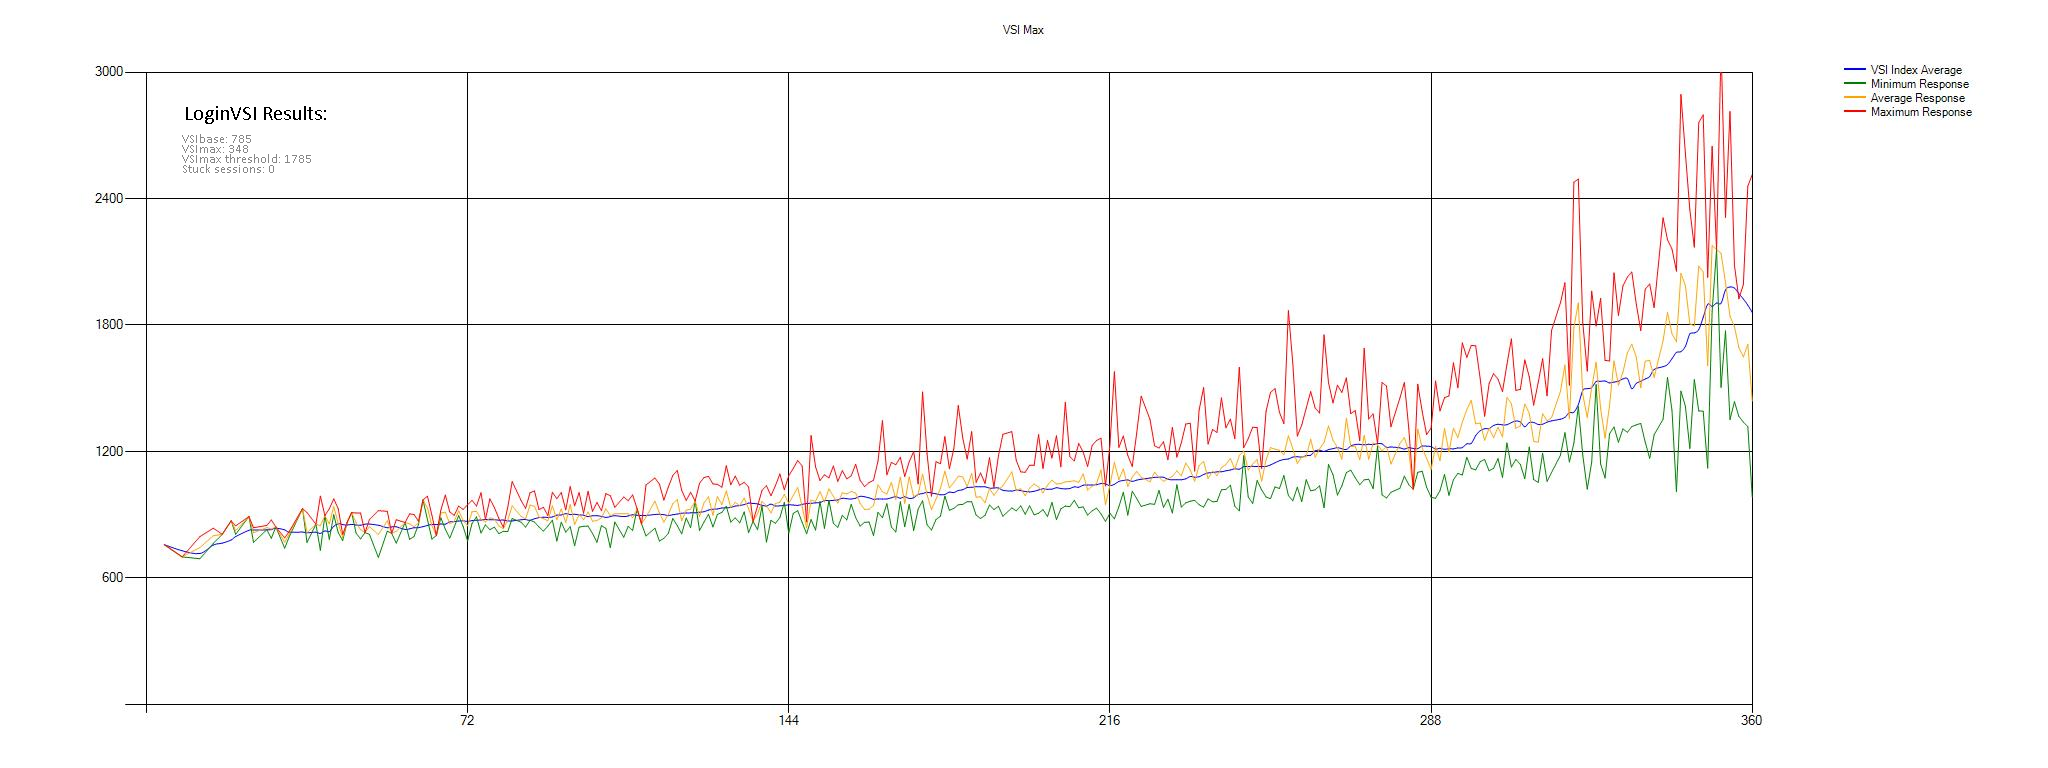 VSI Max
3000
2400
1800
1200
600
LoginVSI Results:
VSIbase: 785
VSImax: 348
VSImax threshold: 1785
Stuck sessions: 0
VSI Index Average
Minimum Response
Average Response
Maximum Response
72
144
216
288
360